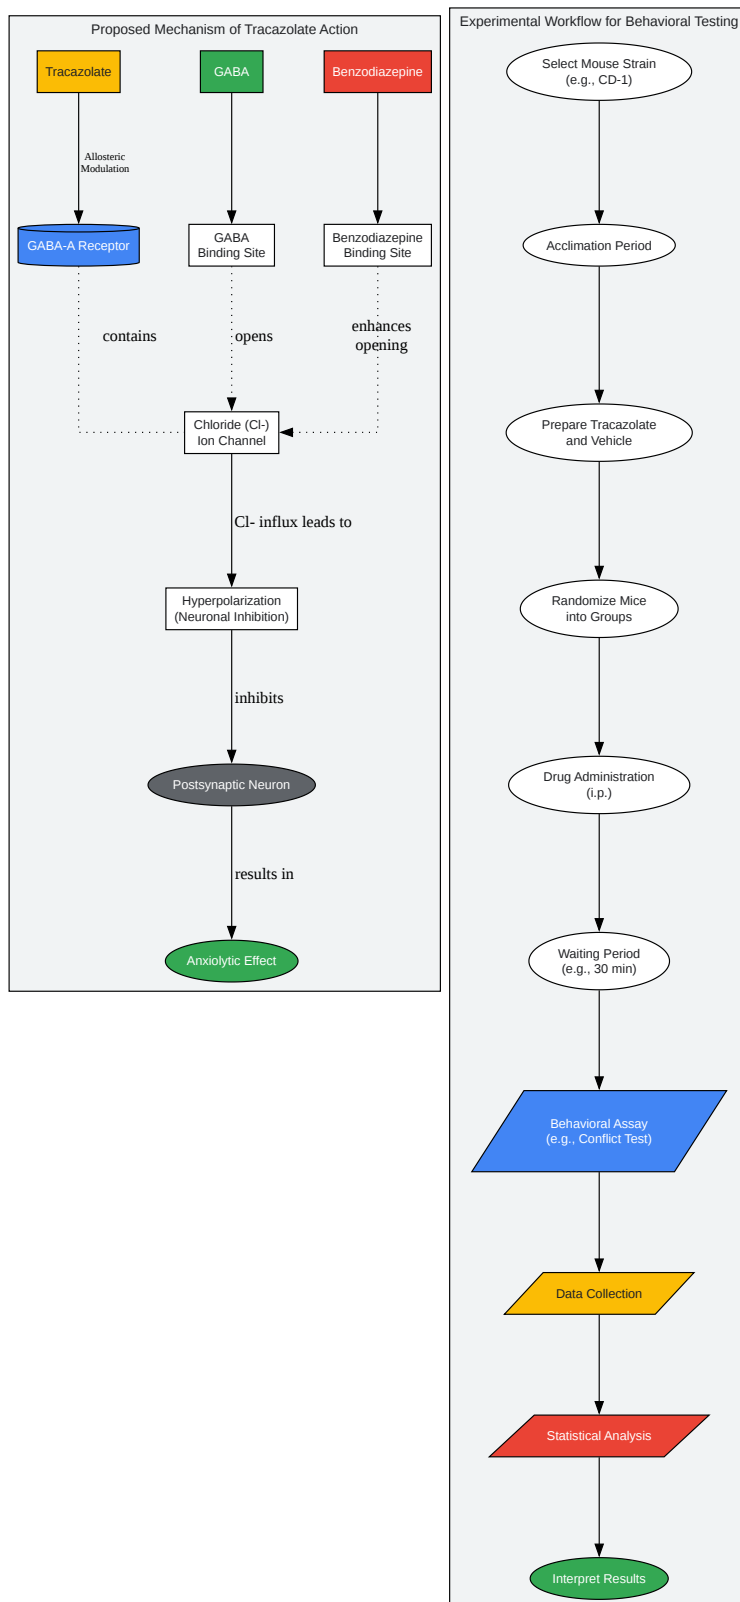 Proposed Mechanism of Tracazolate Action
Tracazolate
GABA
Benzodiazepine
Allosteric
Modulation
GABA-A Receptor
GABA
Binding Site
Benzodiazepine
Binding Site
contains
opens
enhances
opening
Chloride (Cl-)
Ion Channel
Cl- influx leads to
Hyperpolarization
(Neuronal Inhibition)
inhibits
Postsynaptic Neuron
results in
Anxiolytic Effect
Experimental Workflow for Behavioral Testing
Select Mouse Strain
(e.g., CD-1)
Acclimation Period
Prepare Tracazolate
and Vehicle
Randomize Mice
into Groups
Drug Administration
(i.p.)
Waiting Period
(e.g., 30 min)
Behavioral Assay
(e.g., Conflict Test)
Data Collection
Statistical Analysis
Interpret Results